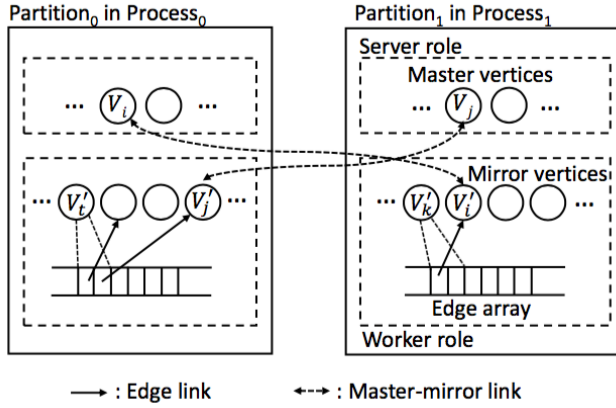 Partition₀ in Process₀
Partition₁ in Process₁
Server role
Master vertices
... Vᵢ ...
... Vⱼ ...
Mirror vertices
... V′ₜ V′ⱼ ...
... V′ₖ V′ᵢ ...
Edge array
Worker role
: Edge link
: Master-mirror link